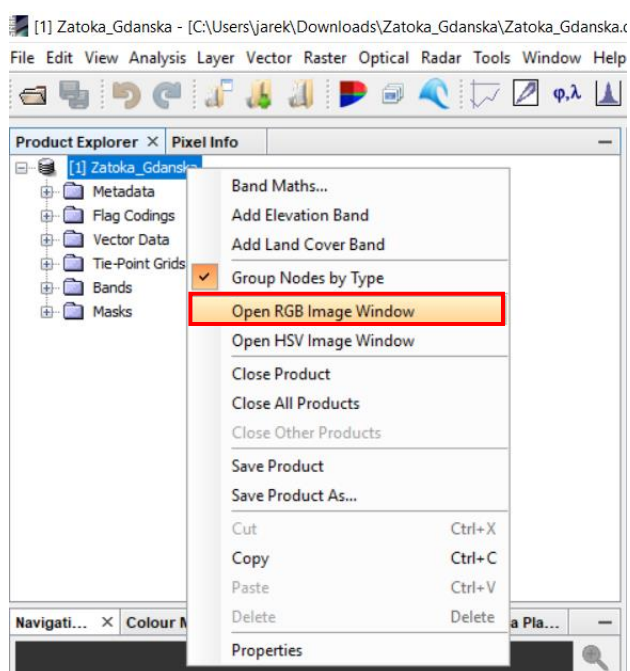 [1] Zatoka_Gdanska - [C:\Users\jarek\Downloads\Zatoka_Gdanska\Zatoka_Gdanska.
File Edit View Analysis Layer Vector Raster Optical Radar Tools Window Help
φ,λ
Product Explorer × Pixel Info
[1] Zatoka_Gdanska
Metadata
Flag Codings
Vector Data
Tie-Point Grids
Bands
Masks
Band Maths...
Add Elevation Band
Add Land Cover Band
Group Nodes by Type
Open RGB Image Window
Open HSV Image Window
Close Product
Close All Products
Close Other Products
Save Product
Save Product As...
Cut Ctrl+X
Copy Ctrl+C
Paste Ctrl+V
Delete Delete
Properties
Navigati... × Colour M
a Pla...